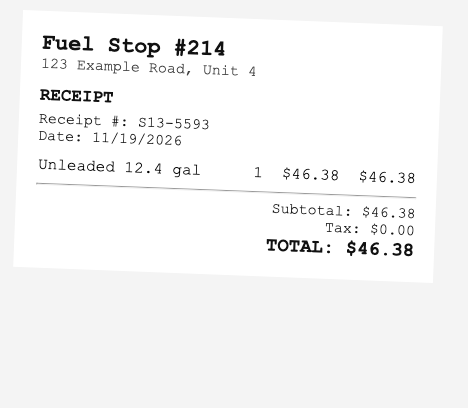 Fuel Stop #214
123 Example Road, Unit 4
RECEIPT
Receipt #: S13-5593
Date: 11/19/2026
Unleaded 12.4 gal 1 $46.38 $46.38
Subtotal: $46.38
Tax: $0.00
TOTAL: $46.38